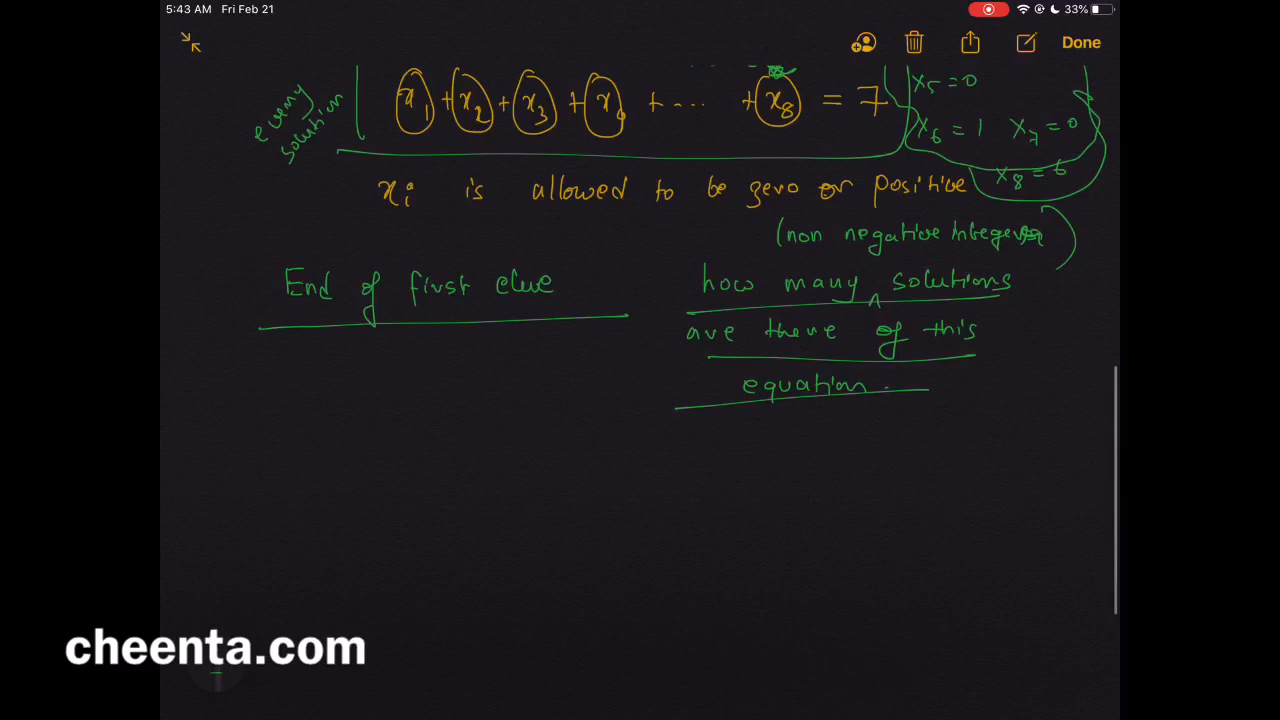 5:43 AM Fri Feb 21
33%
Done
every solution
x₁ + x₂ + x₃ + x₄ + .... + x₈ = 7
x₅ = 0
x₆ = 1 x₇ = 0
x₈ = 6
xᵢ is allowed to be zero or positive
(non negative integers)
End of first clue
how many solutions
are there of this
equation.
cheenta.com